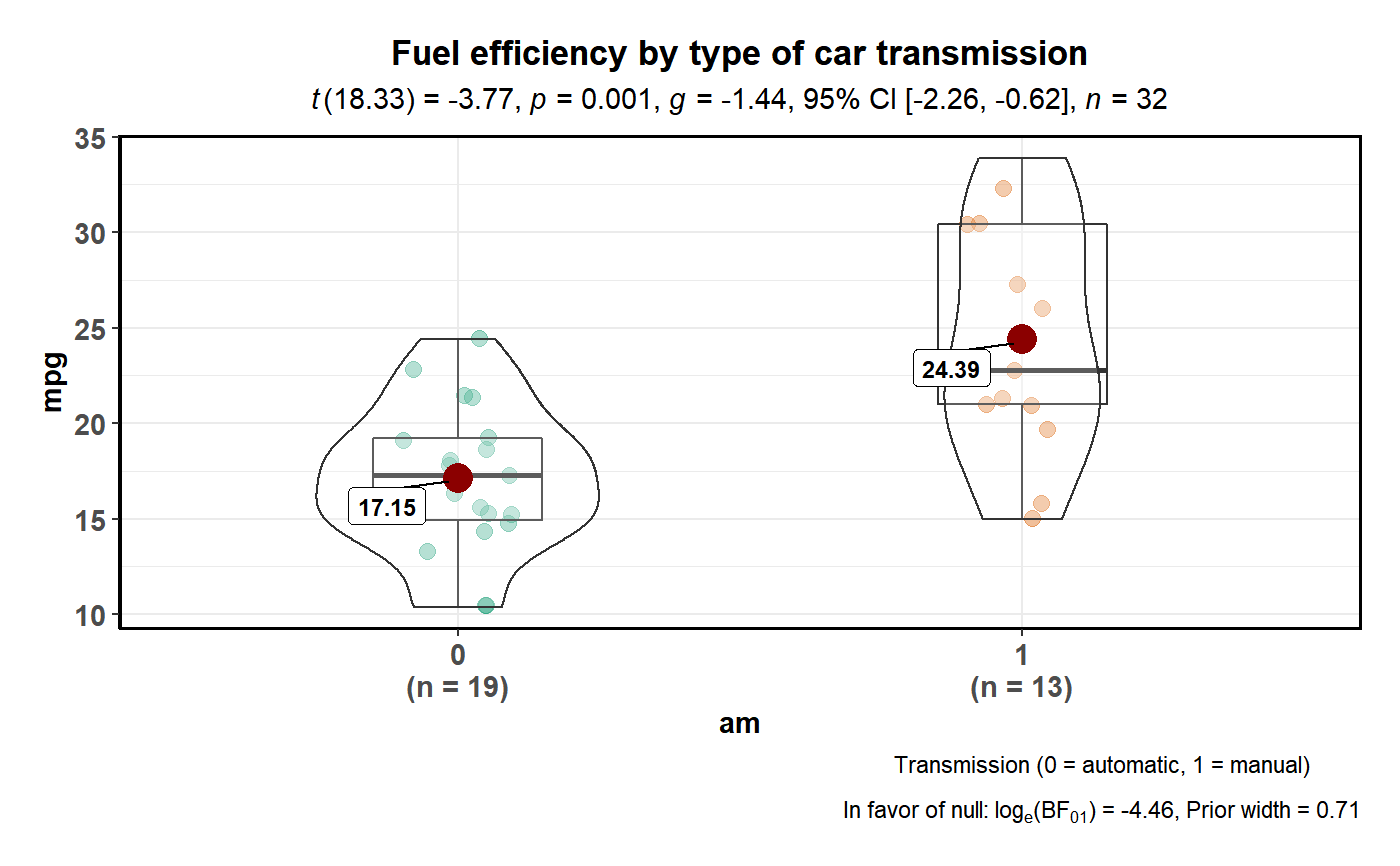 Fuel efficiency by type of car transmission
t(18.33) = -3.77, p = 0.001, g = -1.44, 95% CI [-2.26, -0.62], n = 32
35
30
25
20
15
10
mpg
24.39
17.15
0
(n = 19)
1
(n = 13)
am
Transmission (0 = automatic, 1 = manual)
In favor of null: logₑ(BF₀₁) = -4.46, Prior width = 0.71